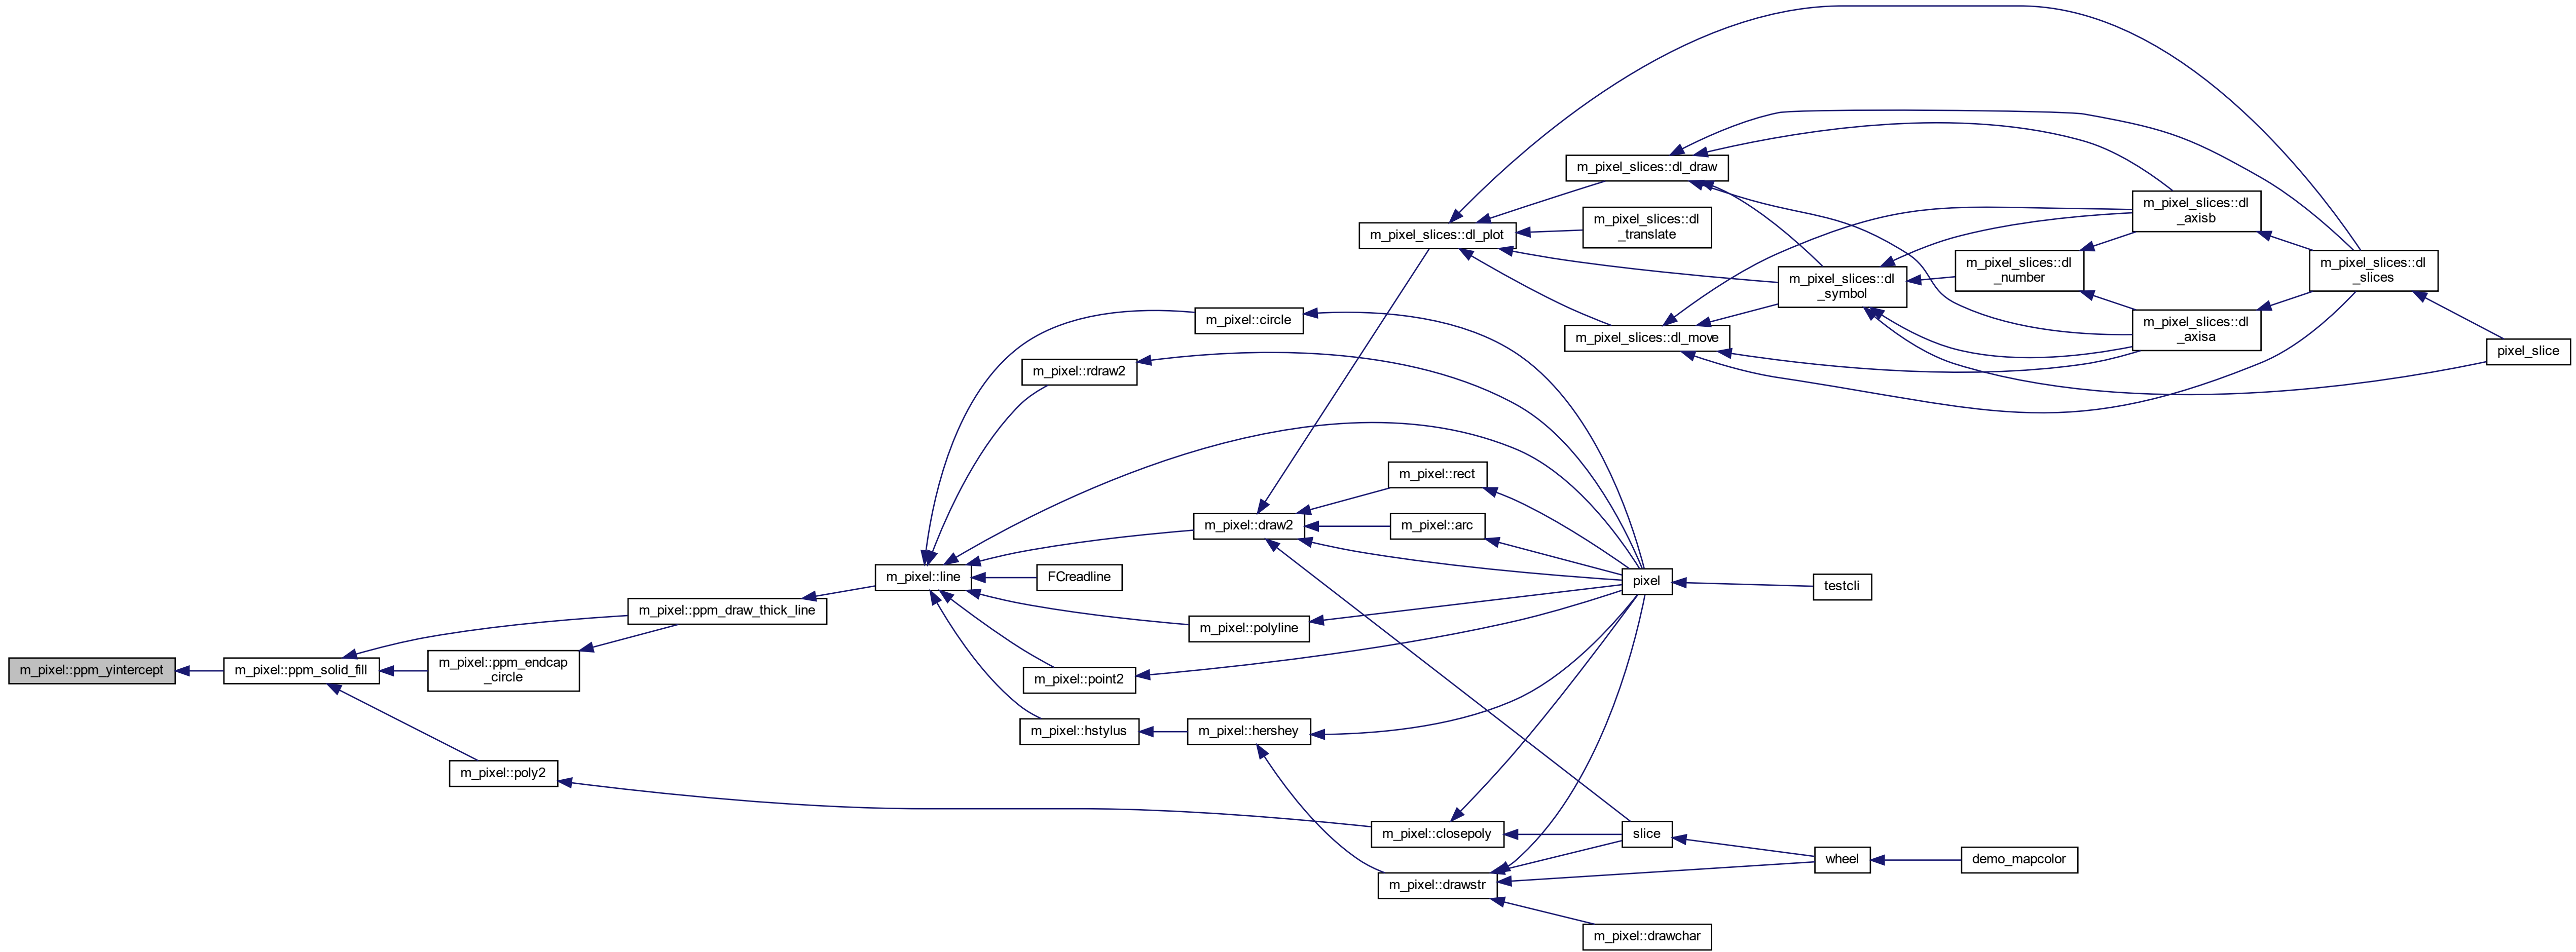 m_pixel::ppm_yintercept
m_pixel::ppm_solid_fill
m_pixel::ppm_draw_thick_line
m_pixel::ppm_endcap
_circle
m_pixel::poly2
m_pixel::line
m_pixel::circle
m_pixel::rdraw2
m_pixel::draw2
FCreadline
m_pixel::polyline
m_pixel::point2
m_pixel::hstylus
m_pixel::hershey
m_pixel::closepoly
m_pixel::drawstr
m_pixel::drawchar
m_pixel::rect
m_pixel::arc
pixel
testcli
slice
wheel
demo_mapcolor
m_pixel_slices::dl_plot
m_pixel_slices::dl_draw
m_pixel_slices::dl
_translate
m_pixel_slices::dl_move
m_pixel_slices::dl
_symbol
m_pixel_slices::dl
_number
m_pixel_slices::dl
_axisb
m_pixel_slices::dl
_axisa
m_pixel_slices::dl
_slices
pixel_slice